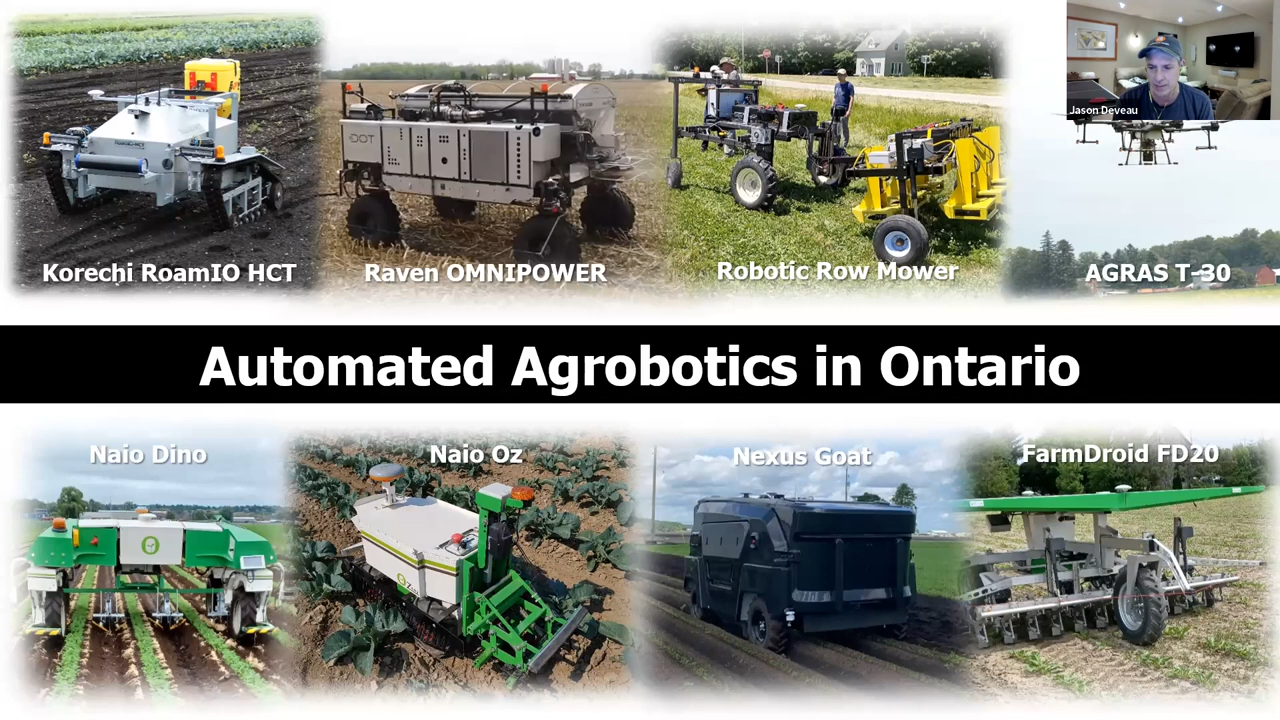 Jason Deveau
DOT
Korechi RoamIO HCT
Raven OMNIPOWER
Robotic Row Mower
AGRAS T-30
Automated Agrobotics in Ontario
Naio Dino
Naio Oz
Nexus Goat
FarmDroid FD20